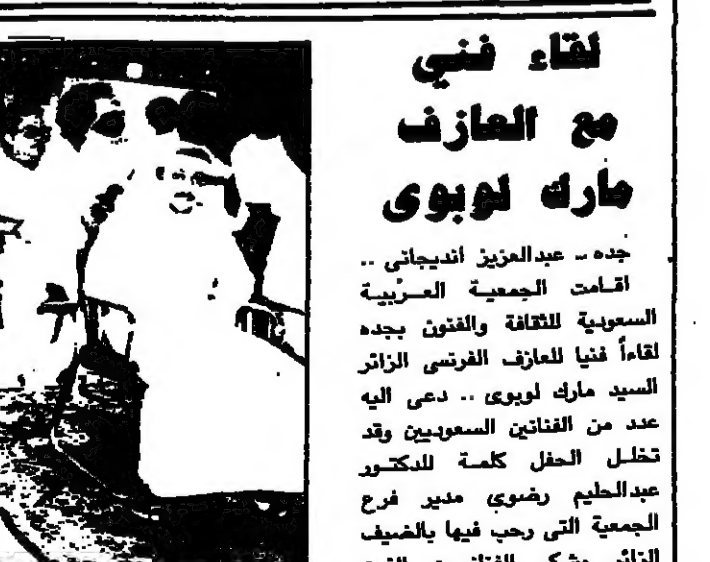 لقاء فني
مع العازف
مارك لوبوى
جده ـ عبدالعزيز انديجانى ..
اقامت الجمعية العربية
السعودية للثقافة والفنون بجده
لقاءاً فنيا للعازف الفرنسى الزائر
السيد مارك لوبوى .. دعى اليه
عدد من الفنانين السعوديين وقد
تخلل الحفل كلمة للدكتور
عبدالحليم رضوي مدير فرع
الجمعية التى رحب فيها بالضيف